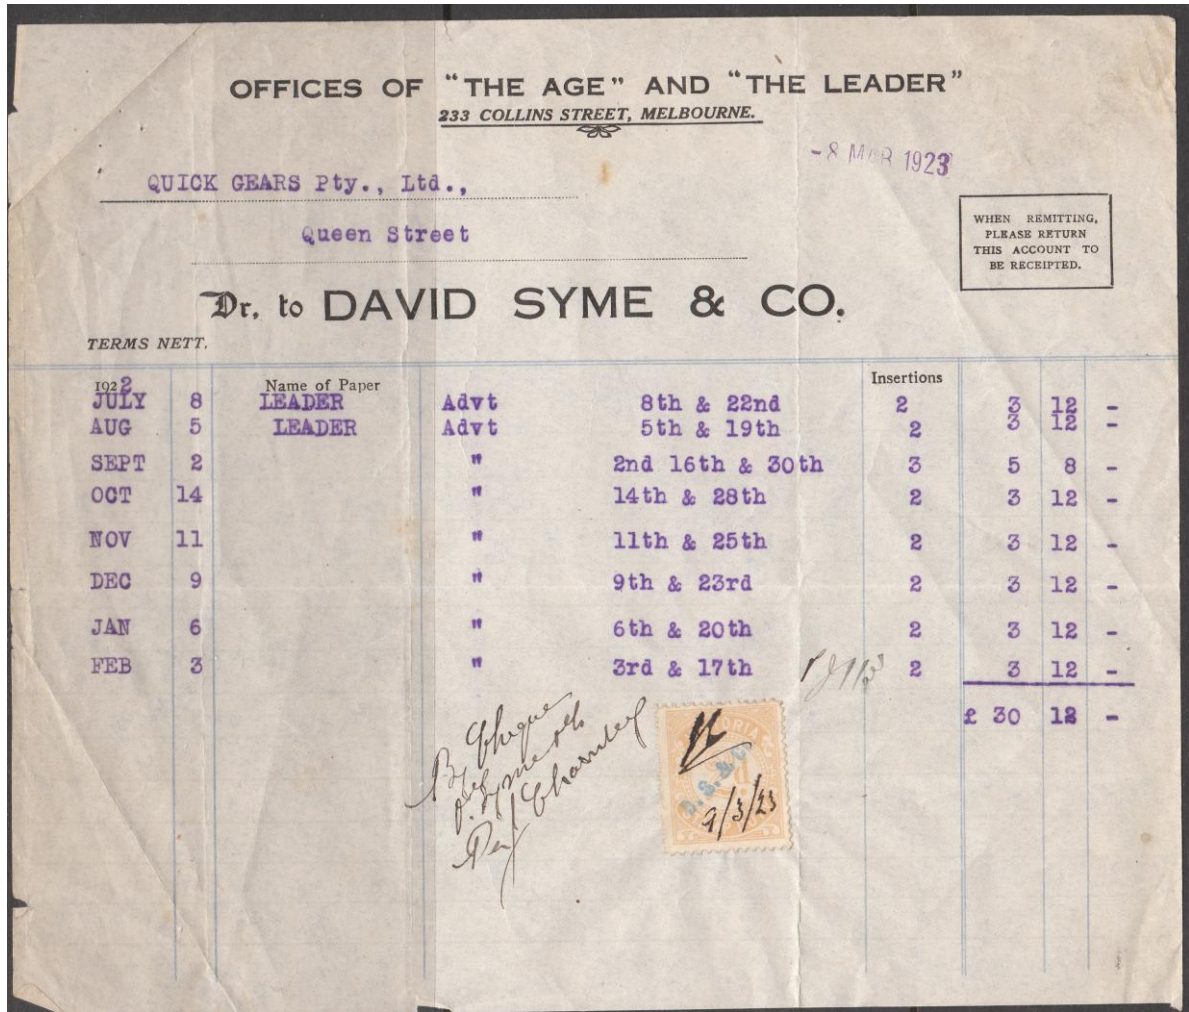 OFFICES OF "THE AGE" AND "THE LEADER"
233 COLLINS STREET, MELBOURNE.
-8 MAR 1923
QUICK GEARS Pty., Ltd.,
Queen Street
WHEN REMITTING,
PLEASE RETURN
THIS ACCOUNT TO
BE RECEIPTED.
Dr. to DAVID SYME & CO.
TERMS NETT.
1922 Name of Paper Insertions
JULY 8 LEADER Advt 8th & 22nd 2 3 12 -
AUG 5 LEADER Advt 5th & 19th 2 3 12 -
SEPT 2 " 2nd 16th & 30th 3 5 8 -
OCT 14 " 14th & 28th 2 3 12 -
NOV 11 " 11th & 25th 2 3 12 -
DEC 9 " 9th & 23rd 2 3 12 -
JAN 6 " 6th & 20th 2 3 12 -
FEB 3 " 3rd & 17th 2 3 12 -
£ 30 12 -
By Cheque
D. S. & Co
9/3/23